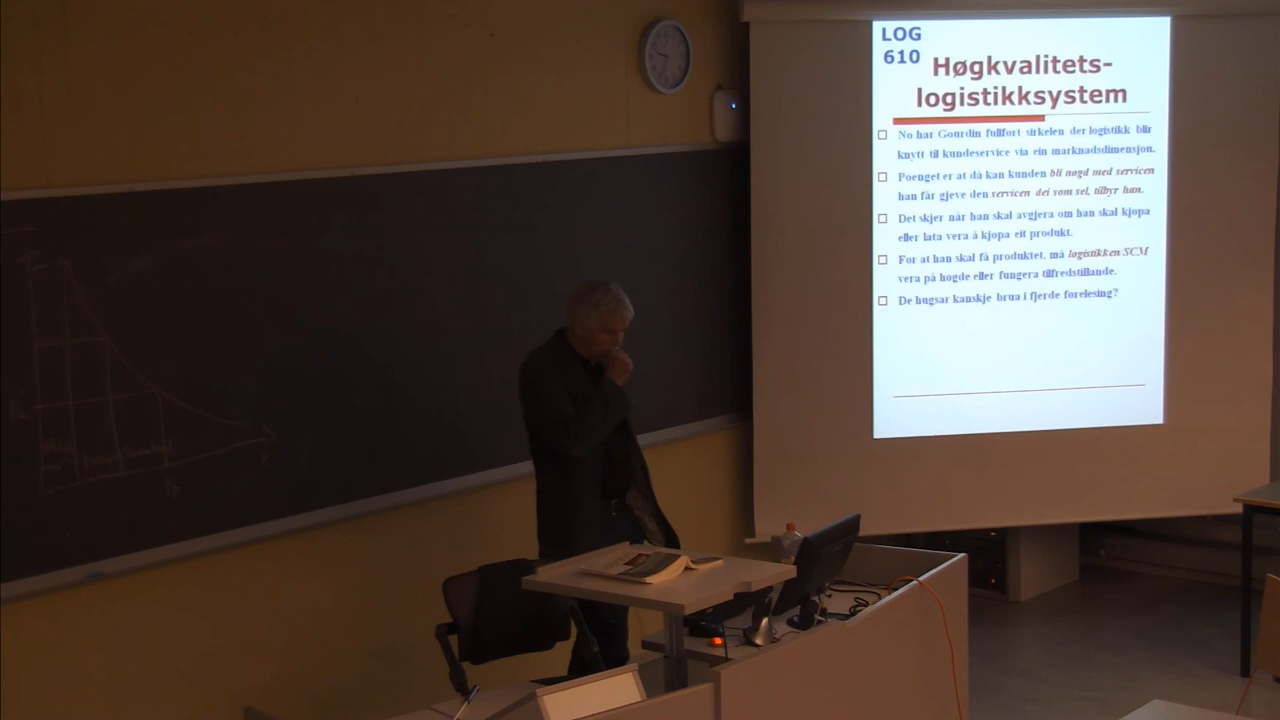 LOG
610
Høgkvalitets-
logistikksystem
No har Gourdin fullført sirkelen der logistikk blir
knytt til kundeservice via ein marknadsdimensjon.
Poenget er at då kan kunden bli nøgd med servicen
han får gjeve den servicen dei som sel, tilbyr han.
Det skjer når han skal avgjera om han skal kjøpa
eller lata vera å kjøpa eit produkt.
For at han skal få produktet, må logistikken/SCM
vera på høgde eller fungera tilfredstillande.
De hugsar kanskje brua i fjerde forelesing?